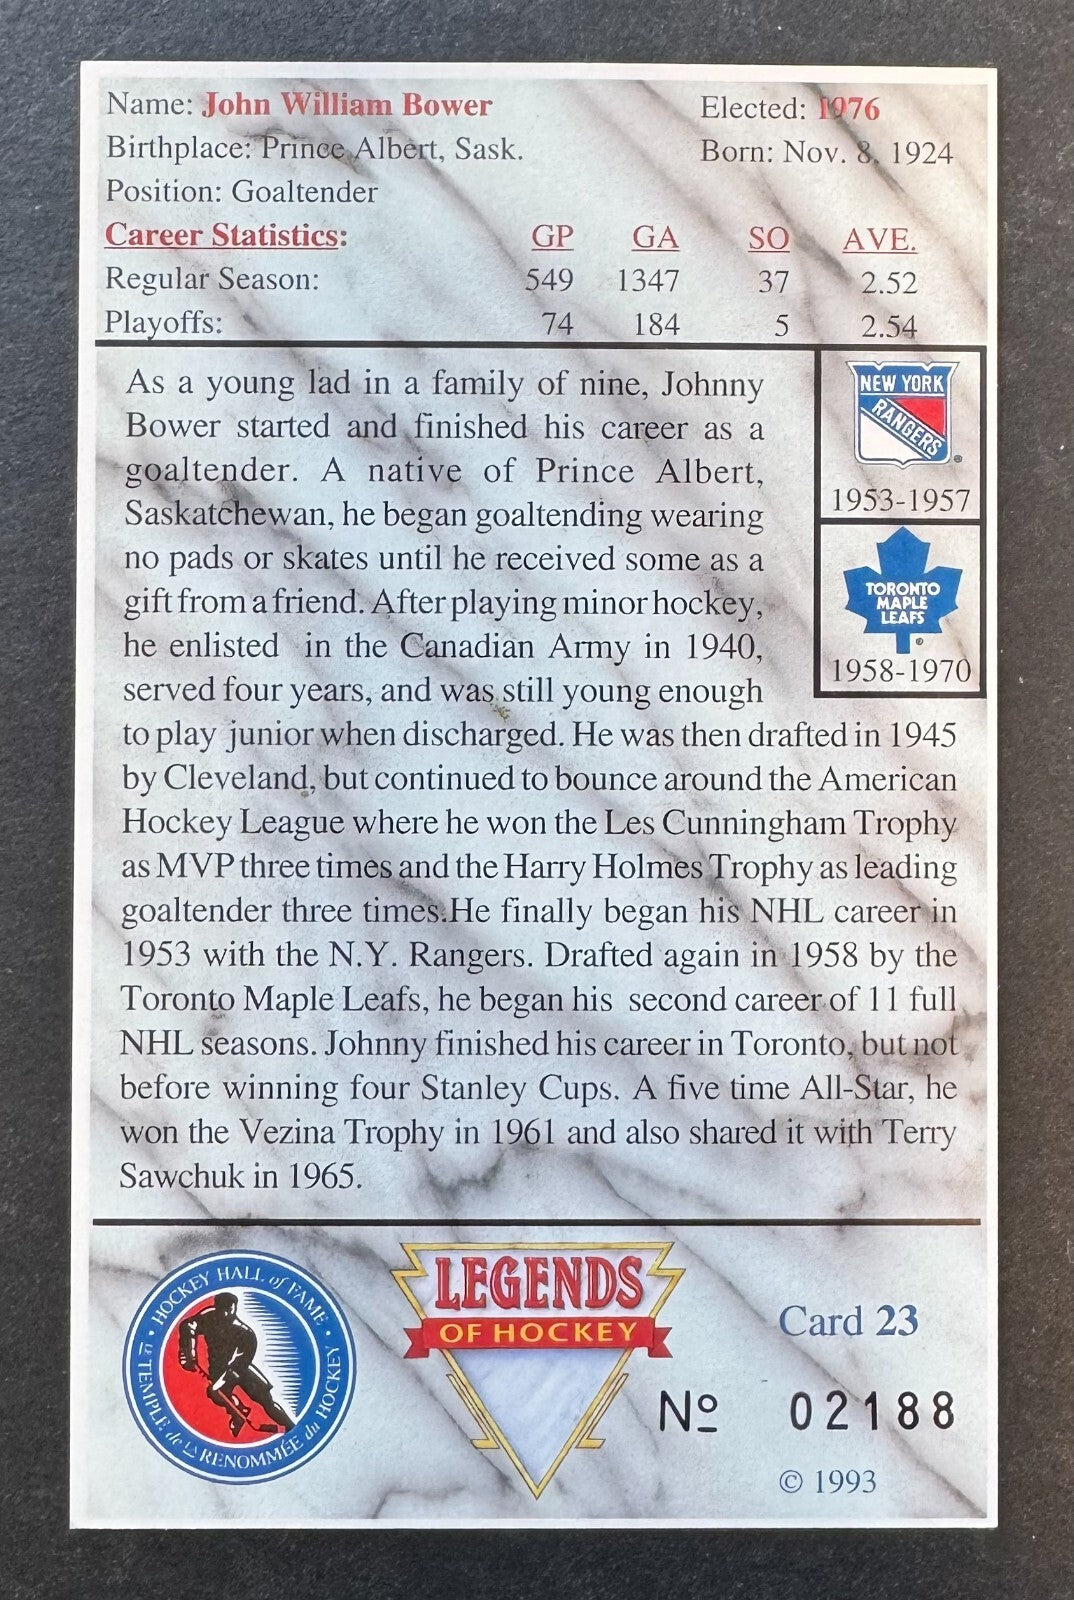 Name: John William Bower
Elected: 1976
Birthplace: Prince Albert, Sask.
Born: Nov. 8, 1924
Position: Goaltender
Career Statistics: GP GA SO AVE.
Regular Season: 549 1347 37 2.52
Playoffs: 74 184 5 2.54
As a young lad in a family of nine, Johnny
Bower started and finished his career as a
goaltender. A native of Prince Albert,
Saskatchewan, he began goaltending wearing
no pads or skates until he received some as a
gift from a friend. After playing minor hockey,
he enlisted in the Canadian Army in 1940,
served four years, and was still young enough
to play junior when discharged. He was then drafted in 1945
by Cleveland, but continued to bounce around the American
Hockey League where he won the Les Cunningham Trophy
as MVP three times and the Harry Holmes Trophy as leading
goaltender three times.He finally began his NHL career in
1953 with the N.Y. Rangers. Drafted again in 1958 by the
Toronto Maple Leafs, he began his second career of 11 full
NHL seasons. Johnny finished his career in Toronto, but not
before winning four Stanley Cups. A five time All-Star, he
won the Vezina Trophy in 1961 and also shared it with Terry
Sawchuk in 1965.
NEW YORK
RANGERS
®
1953-1957
TORONTO
MAPLE
LEAFS
®
1958-1970
• HOCKEY HALL of FAME •
LE TEMPLE de LA RENOMMÉE du HOCKEY
LEGENDS
OF HOCKEY
Card 23
Nº 02188
© 1993